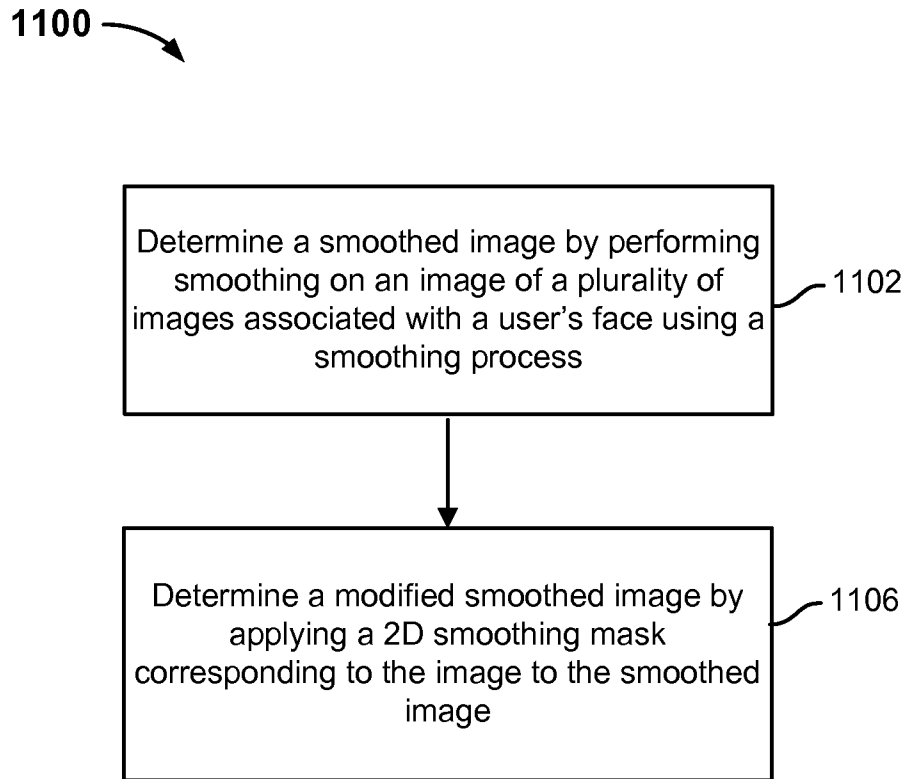 1100
Determine a smoothed image by performing
smoothing on an image of a plurality of
images associated with a user's face using a
smoothing process
1102
Determine a modified smoothed image by
applying a 2D smoothing mask
corresponding to the image to the smoothed
image
1106